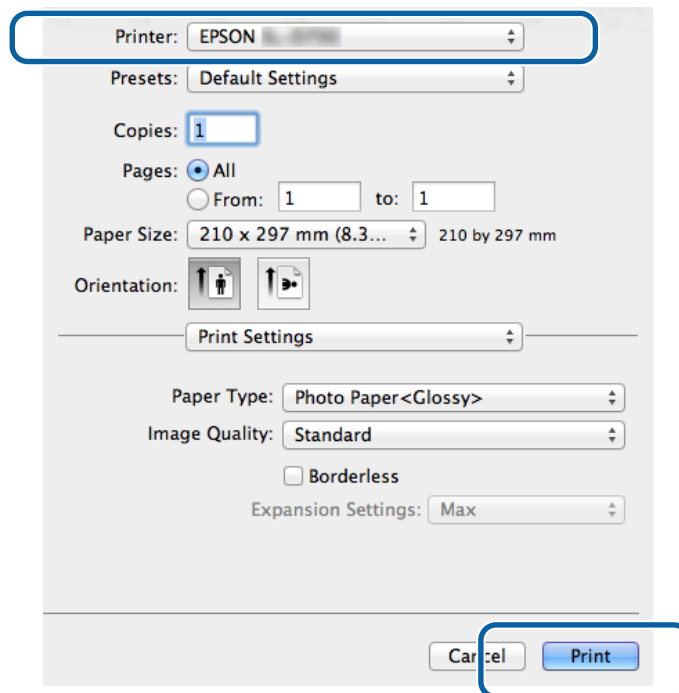 Printer: EPSON
Presets: Default Settings
Copies: 1
Pages: All
From: 1 to: 1
Paper Size: 210 x 297 mm (8.3... 210 by 297 mm
Orientation:
Print Settings
Paper Type: Photo Paper<Glossy>
Image Quality: Standard
Borderless
Expansion Settings: Max
Cancel Print